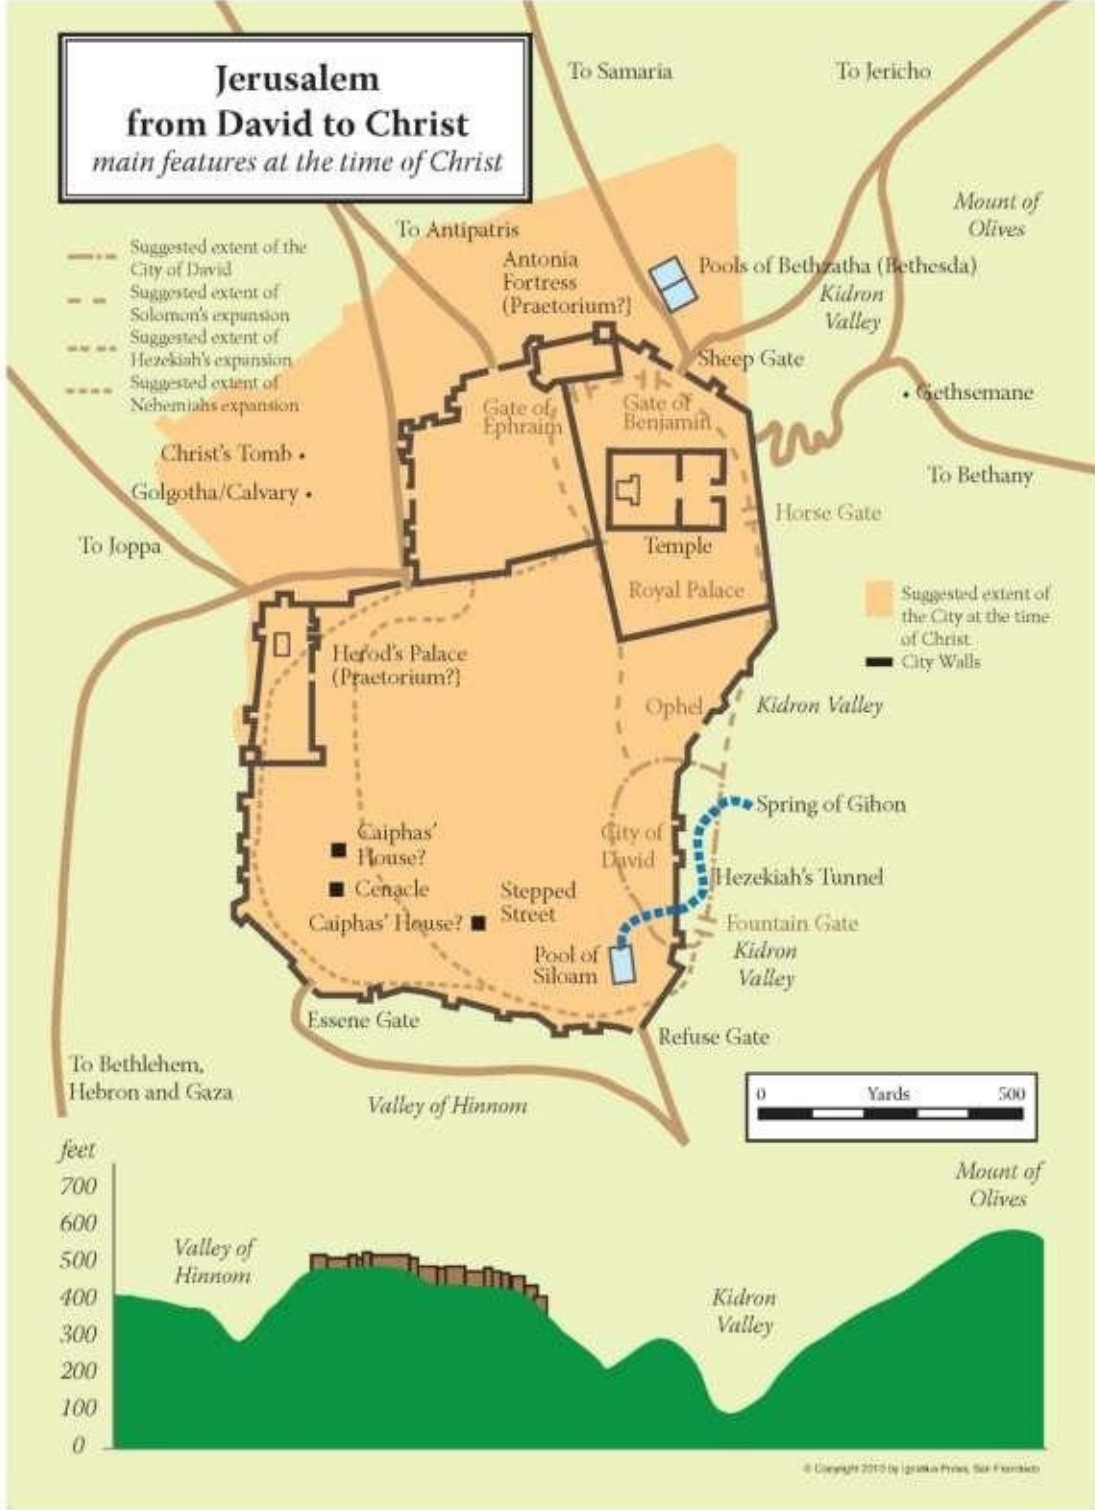 Jerusalem
from David to Christ
main features at the time of Christ
To Samaria
To Jericho
Mount of
Olives
To Antipatris
Suggested extent of the
City of David
Suggested extent of
Solomon's expansion
Suggested extent of
Hezekiah's expansion
Suggested extent of
Nehemiahs expansion
Antonia
Fortress
(Praetorium?)
Pools of Bethzatha (Bethesda)
Kidron
Valley
Sheep Gate
Gethsemane
Gate of
Ephraim
Gate of
Benjamin
Christ's Tomb
Golgotha/Calvary
To Bethany
Horse Gate
To Joppa
Temple
Royal Palace
Suggested extent of
the City at the time
of Christ
City Walls
Herod's Palace
(Praetorium?)
Ophel
Kidron Valley
Spring of Gihon
Caiphas'
House?
City of
David
Cenacle
Stepped
Street
Hezekiah's Tunnel
Caiphas' House?
Fountain Gate
Pool of
Siloam
Kidron
Valley
Essene Gate
Refuse Gate
To Bethlehem,
Hebron and Gaza
Valley of Hinnom
0 Yards 500
feet
700
600
500
400
300
200
100
0
Valley of
Hinnom
Kidron
Valley
Mount of
Olives
© Copyright 2010 by Ignatius Press, San Francisco